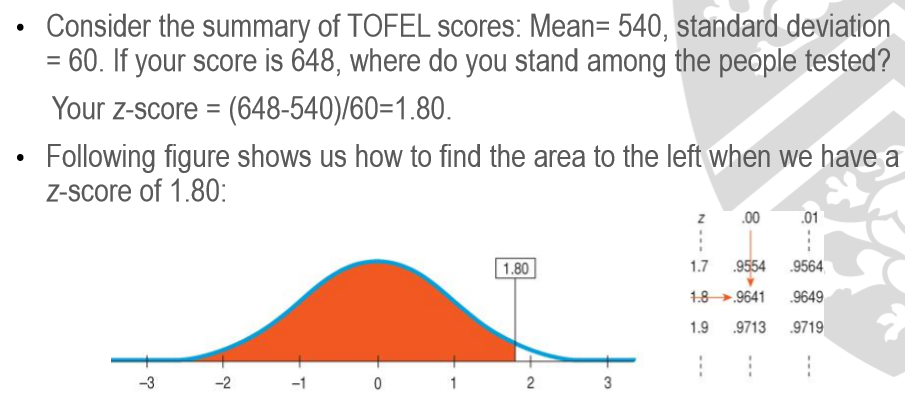 • Consider the summary of TOFEL scores: Mean= 540, standard deviation
= 60. If your score is 648, where do you stand among the people tested?
Your z-score = (648-540)/60=1.80.
• Following figure shows us how to find the area to the left when we have a
z-score of 1.80:
1.80
-3 -2 -1 0 1 2 3
z .00 .01
1.7 .9554 .9564
1.8 .9641 .9649
1.9 .9713 .9719